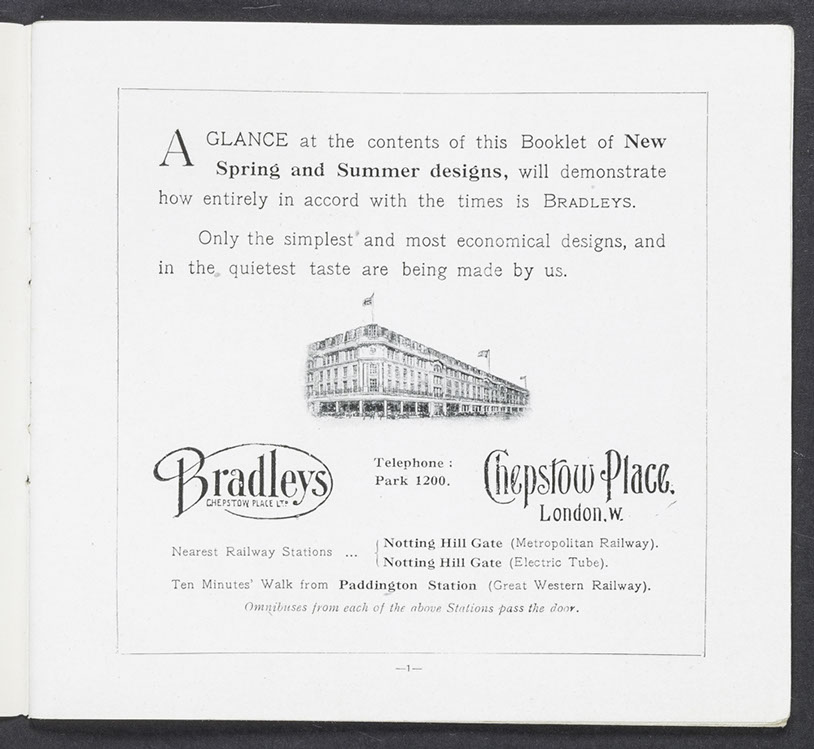 A GLANCE at the contents of this Booklet of New
Spring and Summer designs, will demonstrate
how entirely in accord with the times is BRADLEYS.
Only the simplest and most economical designs, and
in the quietest taste are being made by us.
Bradleys
CHEPSTOW PLACE LTD
Telephone :
Park 1200.
Chepstow Place,
London, W.
Nearest Railway Stations ... { Notting Hill Gate (Metropolitan Railway).
Notting Hill Gate (Electric Tube).
Ten Minutes' Walk from Paddington Station (Great Western Railway).
Omnibuses from each of the above Stations pass the door.
—1—